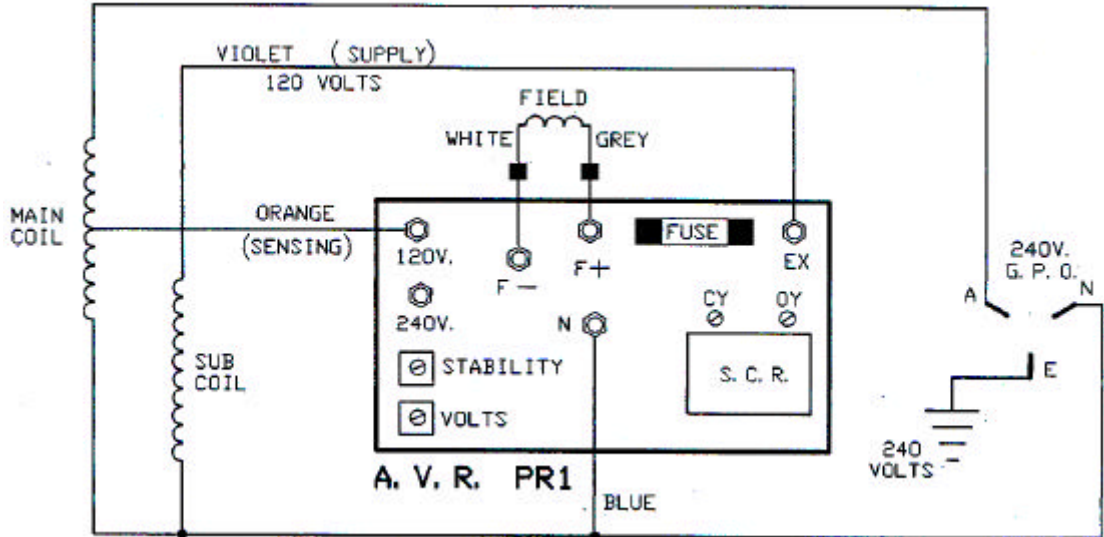 VIOLET (SUPPLY)
120 VOLTS
FIELD
WHITE
GREY
MAIN
COIL
ORANGE
(SENSING)
120V.
F -
F+
FUSE
EX
240V.
G. P. O.
A
N
E
240V.
N
CY
OY
STABILITY
S. C. R.
VOLTS
SUB
COIL
240
VOLTS
A. V. R. PR1
BLUE